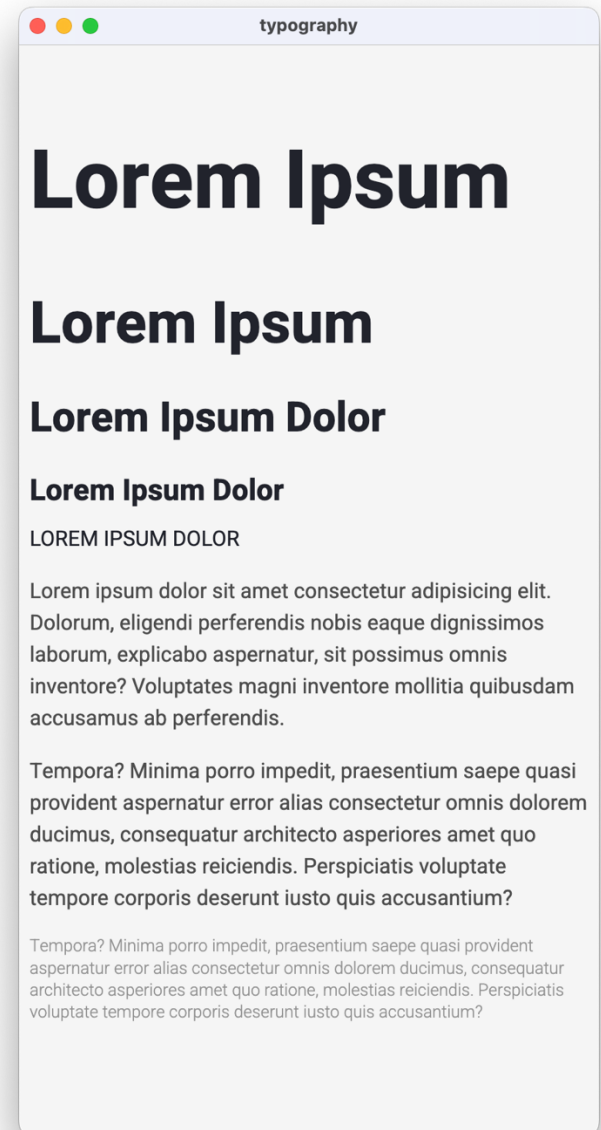 typography
Lorem Ipsum
Lorem Ipsum
Lorem Ipsum Dolor
Lorem Ipsum Dolor
LOREM IPSUM DOLOR
Lorem ipsum dolor sit amet consectetur adipisicing elit.
Dolorum, eligendi perferendis nobis eaque dignissimos
laborum, explicabo aspernatur, sit possimus omnis
inventore? Voluptates magni inventore mollitia quibusdam
accusamus ab perferendis.
Tempora? Minima porro impedit, praesentium saepe quasi
provident aspernatur error alias consectetur omnis dolorem
ducimus, consequatur architecto asperiores amet quo
ratione, molestias reiciendis. Perspiciatis voluptate
tempore corporis deserunt iusto quis accusantium?
Tempora? Minima porro impedit, praesentium saepe quasi provident
aspernatur error alias consectetur omnis dolorem ducimus, consequatur
architecto asperiores amet quo ratione, molestias reiciendis. Perspiciatis
voluptate tempore corporis deserunt iusto quis accusantium?